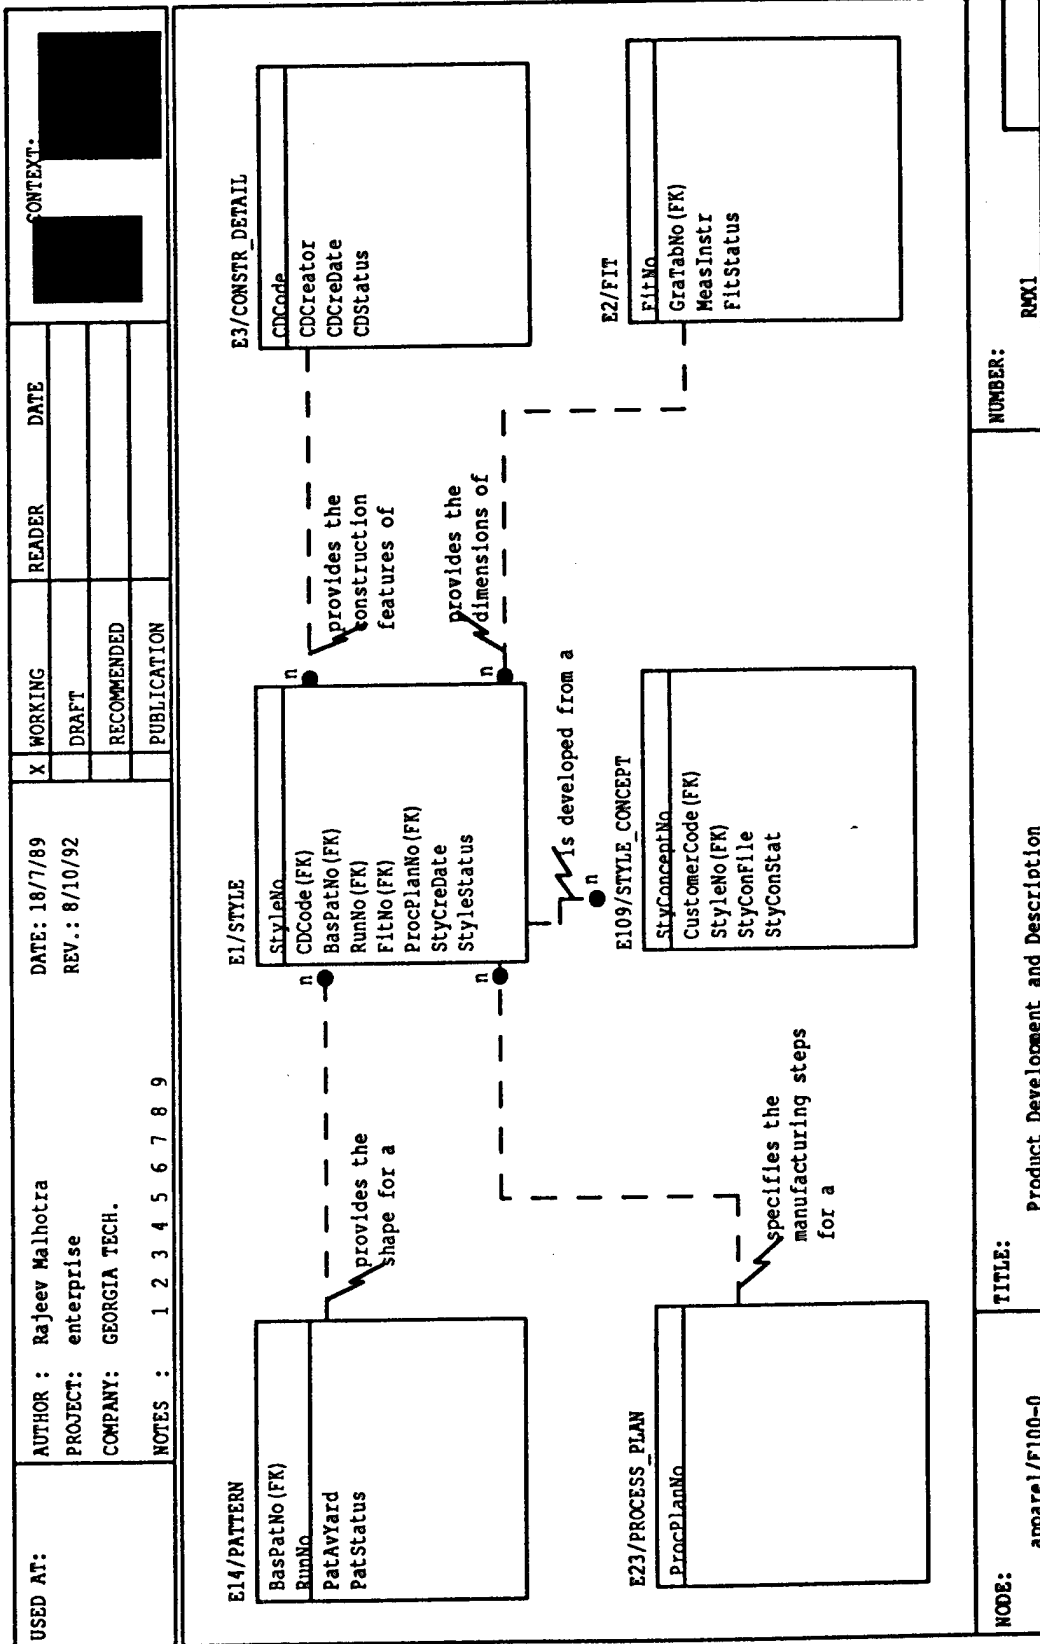 USED AT:
AUTHOR : Rajeev Malhotra
PROJECT: enterprise
COMPANY: GEORGIA TECH.
NOTES : 1 2 3 4 5 6 7 8 9
DATE: 18/7/89
REV.: 8/10/92
X WORKING
DRAFT
RECOMMENDED
PUBLICATION
READER DATE
CONTEXT:
E14/PATTERN
BasPatNo(FK)
RunNo
PatAvYard
PatStatus
provides the
shape for a
n
E1/STYLE
StyleNo
CDCode(FK)
BasPatNo(FK)
RunNo(FK)
FitNo(FK)
ProcPlanNo(FK)
StyCreDate
StyleStatus
n
provides the
construction
features of
E3/CONSTR_DETAIL
CDCode
CDCreator
CDCreDate
CDStatus
n
provides the
dimensions of
E2/FIT
FitNo
GraTabNo(FK)
MeasInstr
FitStatus
E23/PROCESS_PLAN
ProcPlanNo
specifies the
manufacturing steps
for a
n
is developed from a
n
E109/STYLE_CONCEPT
StyConceptNo
CustomerCode(FK)
StyleNo(FK)
StyConFile
StyConStat
NODE:
apparel/F100-0
TITLE:
Product Development and Description
NUMBER:
RMX1